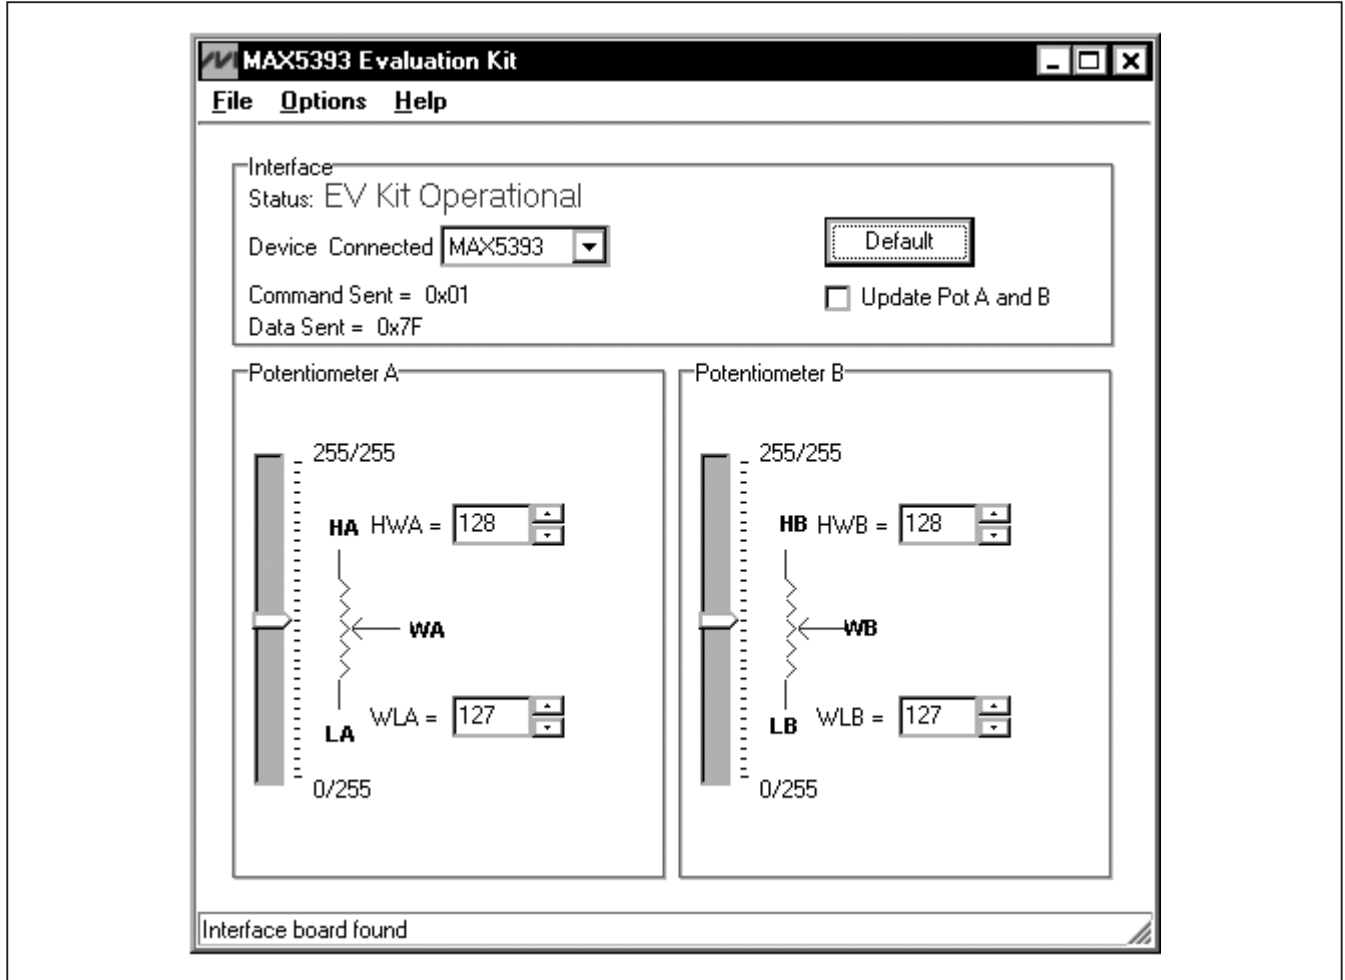 MAX5393 Evaluation Kit
File Options Help
Interface
Status: EV Kit Operational
Device Connected MAX5393
Default
Command Sent = 0x01
Update Pot A and B
Data Sent = 0x7F
Potentiometer A
255/255
HA HWA = 128
WA
LA WLA = 127
0/255
Potentiometer B
255/255
HB HWB = 128
WB
LB WLB = 127
0/255
Interface board found